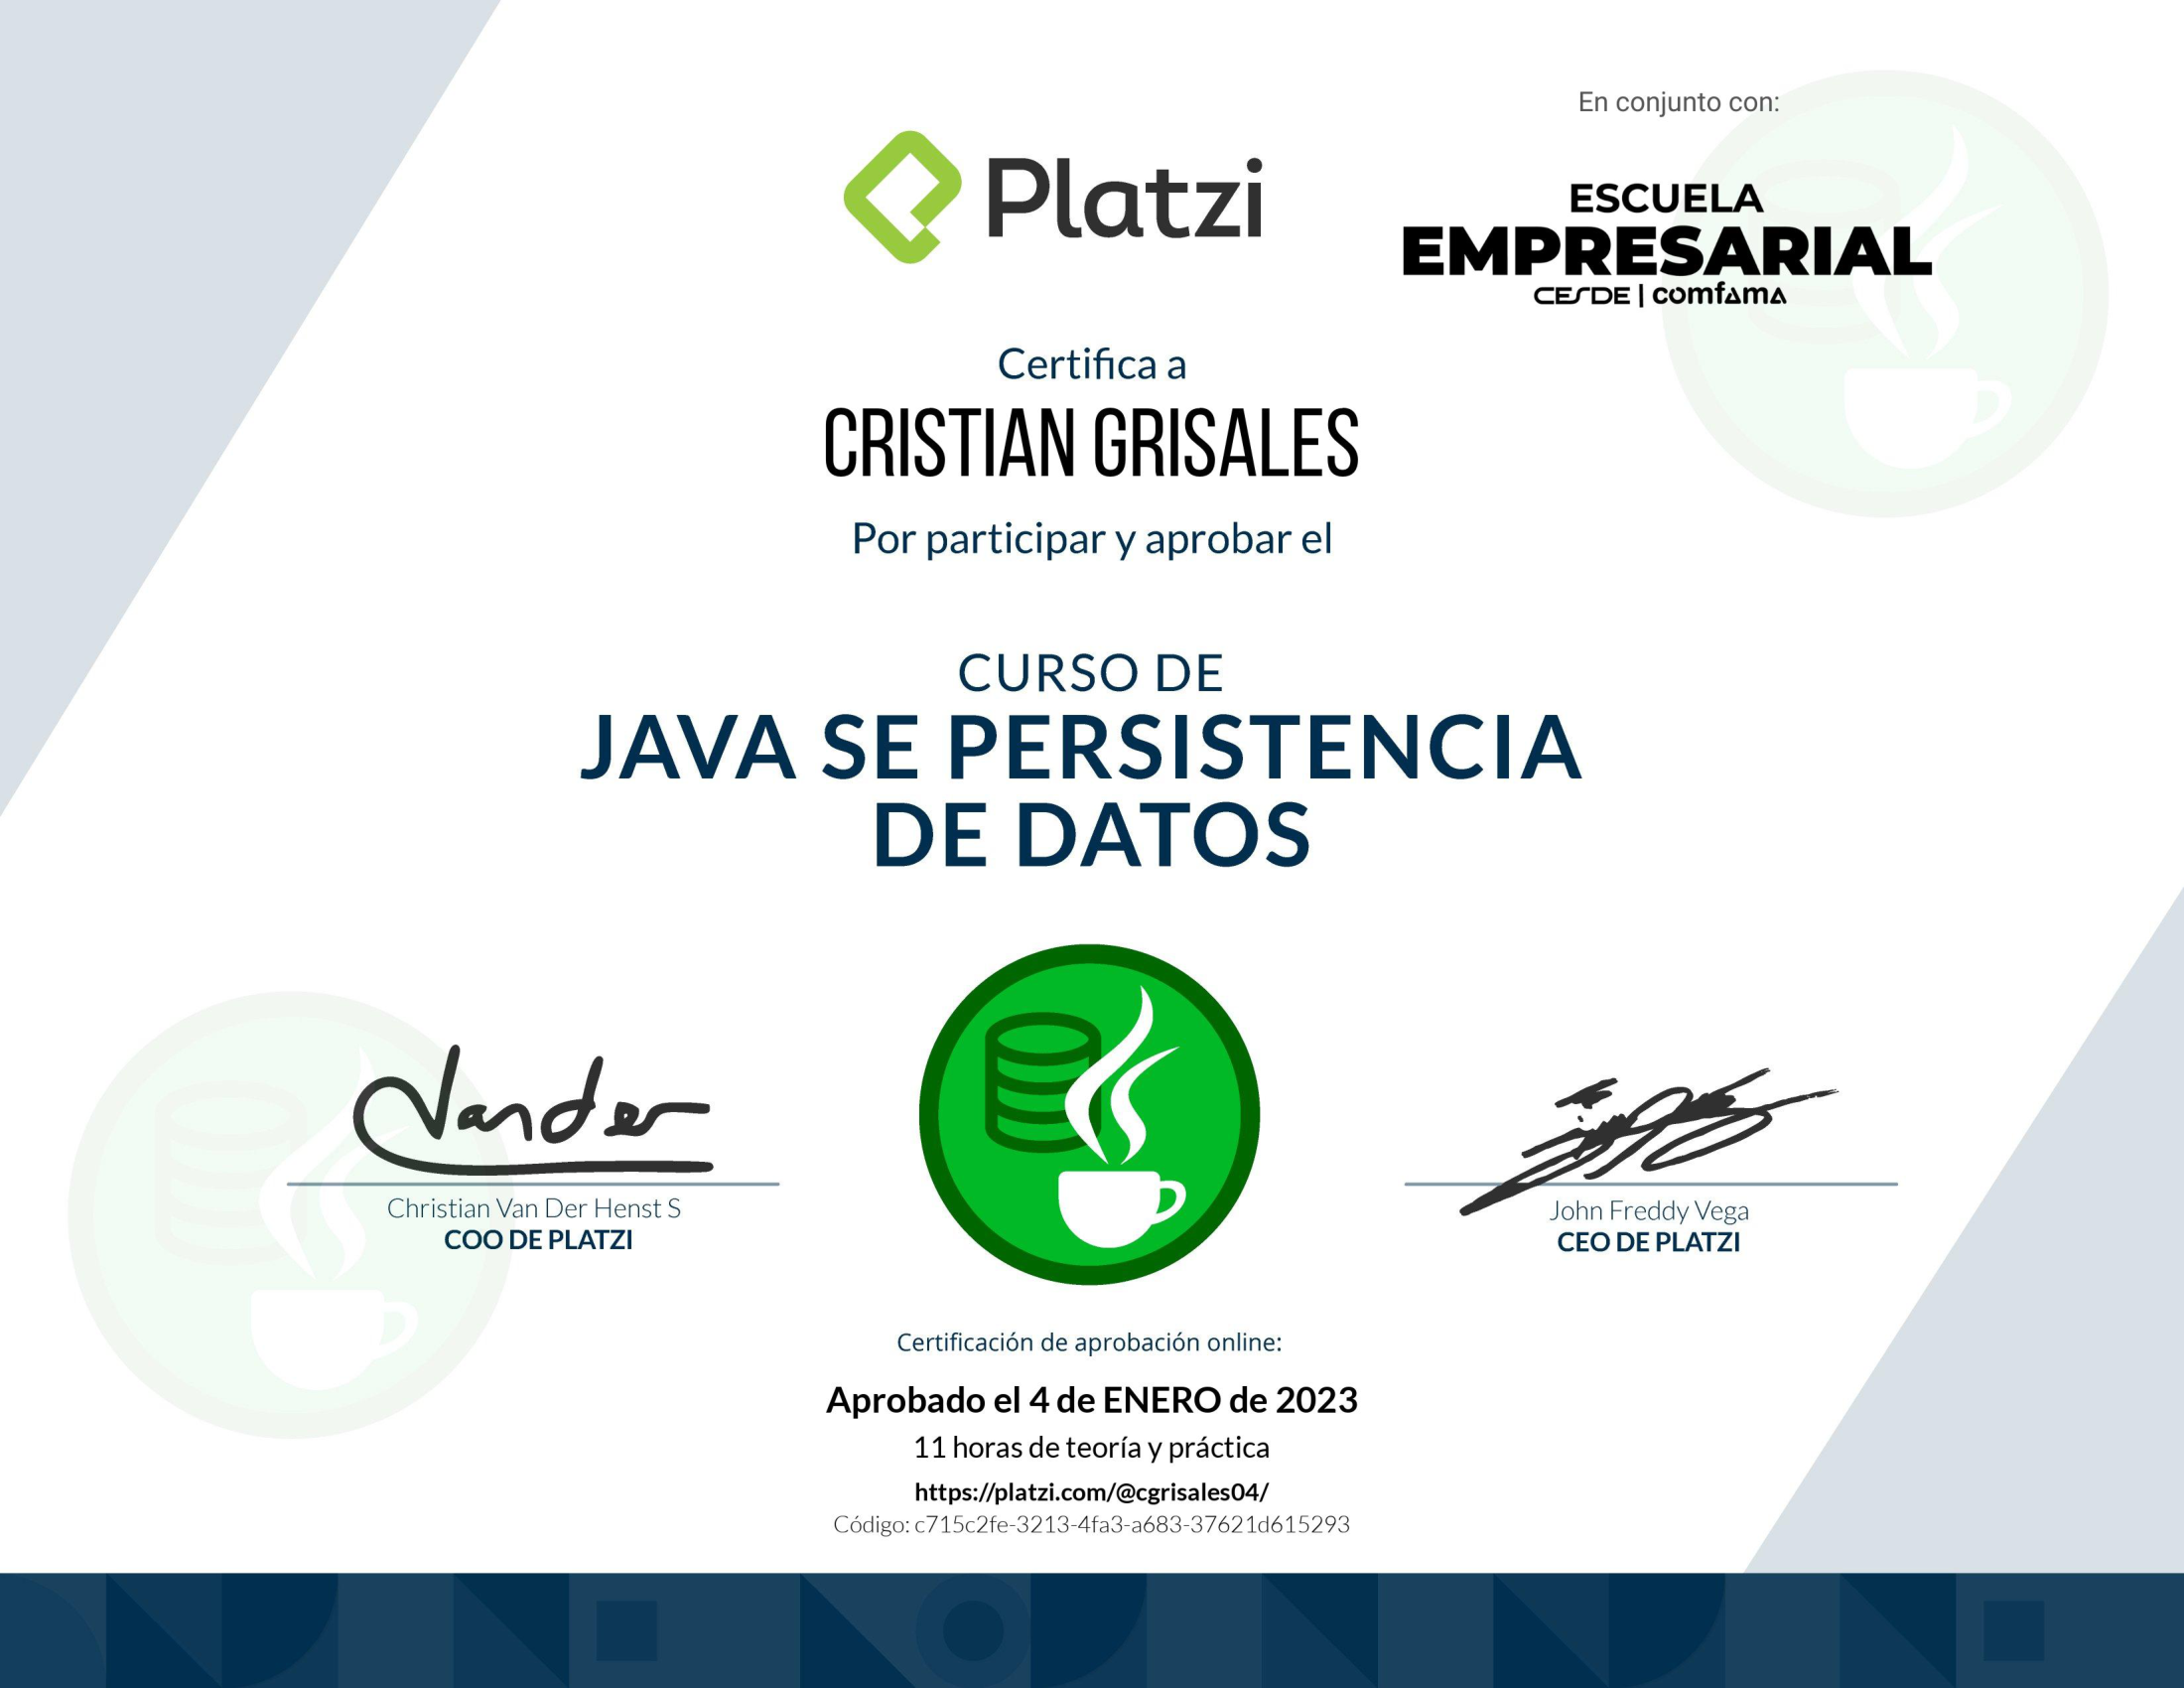 Platzi
En conjunto con:
ESCUELA
EMPRESARIAL
CESDE | comfama
Certifica a
CRISTIAN GRISALES
Por participar y aprobar el
CURSO DE
JAVA SE PERSISTENCIA
DE DATOS
Vander
Christian Van Der Henst S
COO DE PLATZI
John Freddy Vega
CEO DE PLATZI
Certificación de aprobación online:
Aprobado el 4 de ENERO de 2023
11 horas de teoría y práctica
https://platzi.com/@cgrisales04/
Código: c715c2fe-3213-4fa3-a683-37621d615293